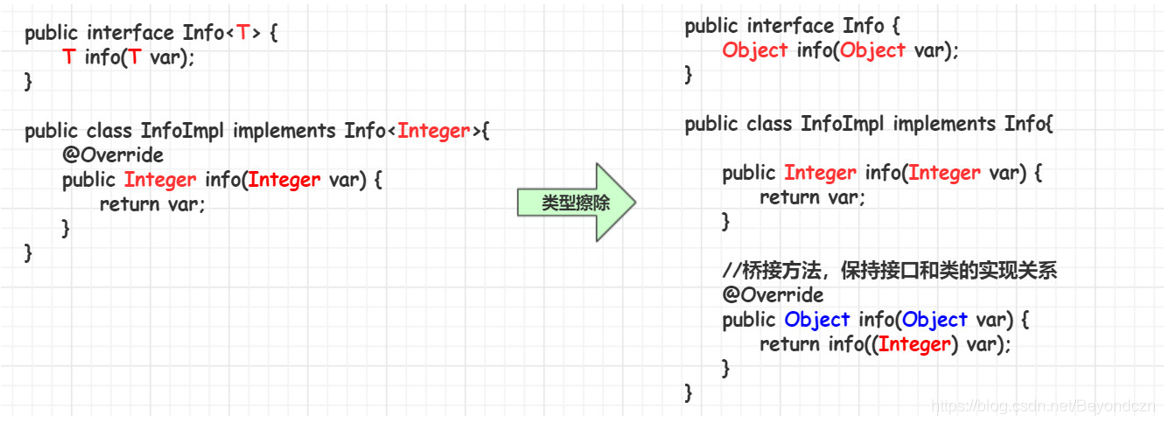 public interface Info<T> {
T info(T var);
}
public class InfoImpl implements Info<Integer>{
@Override
public Integer info(Integer var) {
return var;
}
}
类型擦除
public interface Info {
Object info(Object var);
}
public class InfoImpl implements Info{
public Integer info(Integer var) {
return var;
}
//桥接方法，保持接口和类的实现关系
@Override
public Object info(Object var) {
return info((Integer) var);
}
}
https://blog.csdn.net/Beyondczn